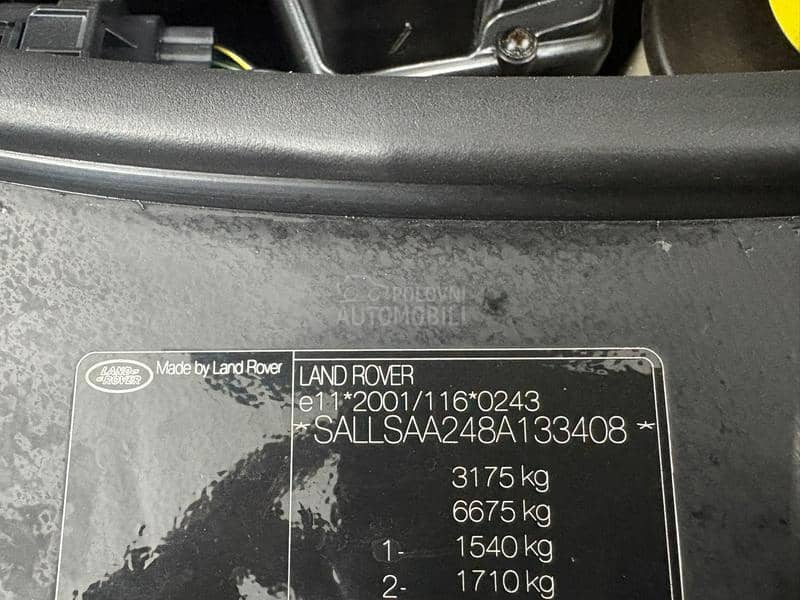 POLOVNI
AUTOMOBILI
LAND
ROVER
Made by Land Rover
LAND ROVER
e11*2001/116*0243
*SALLSAA248A133408*
3175 kg
6675 kg
1- 1540 kg
2- 1710 kg